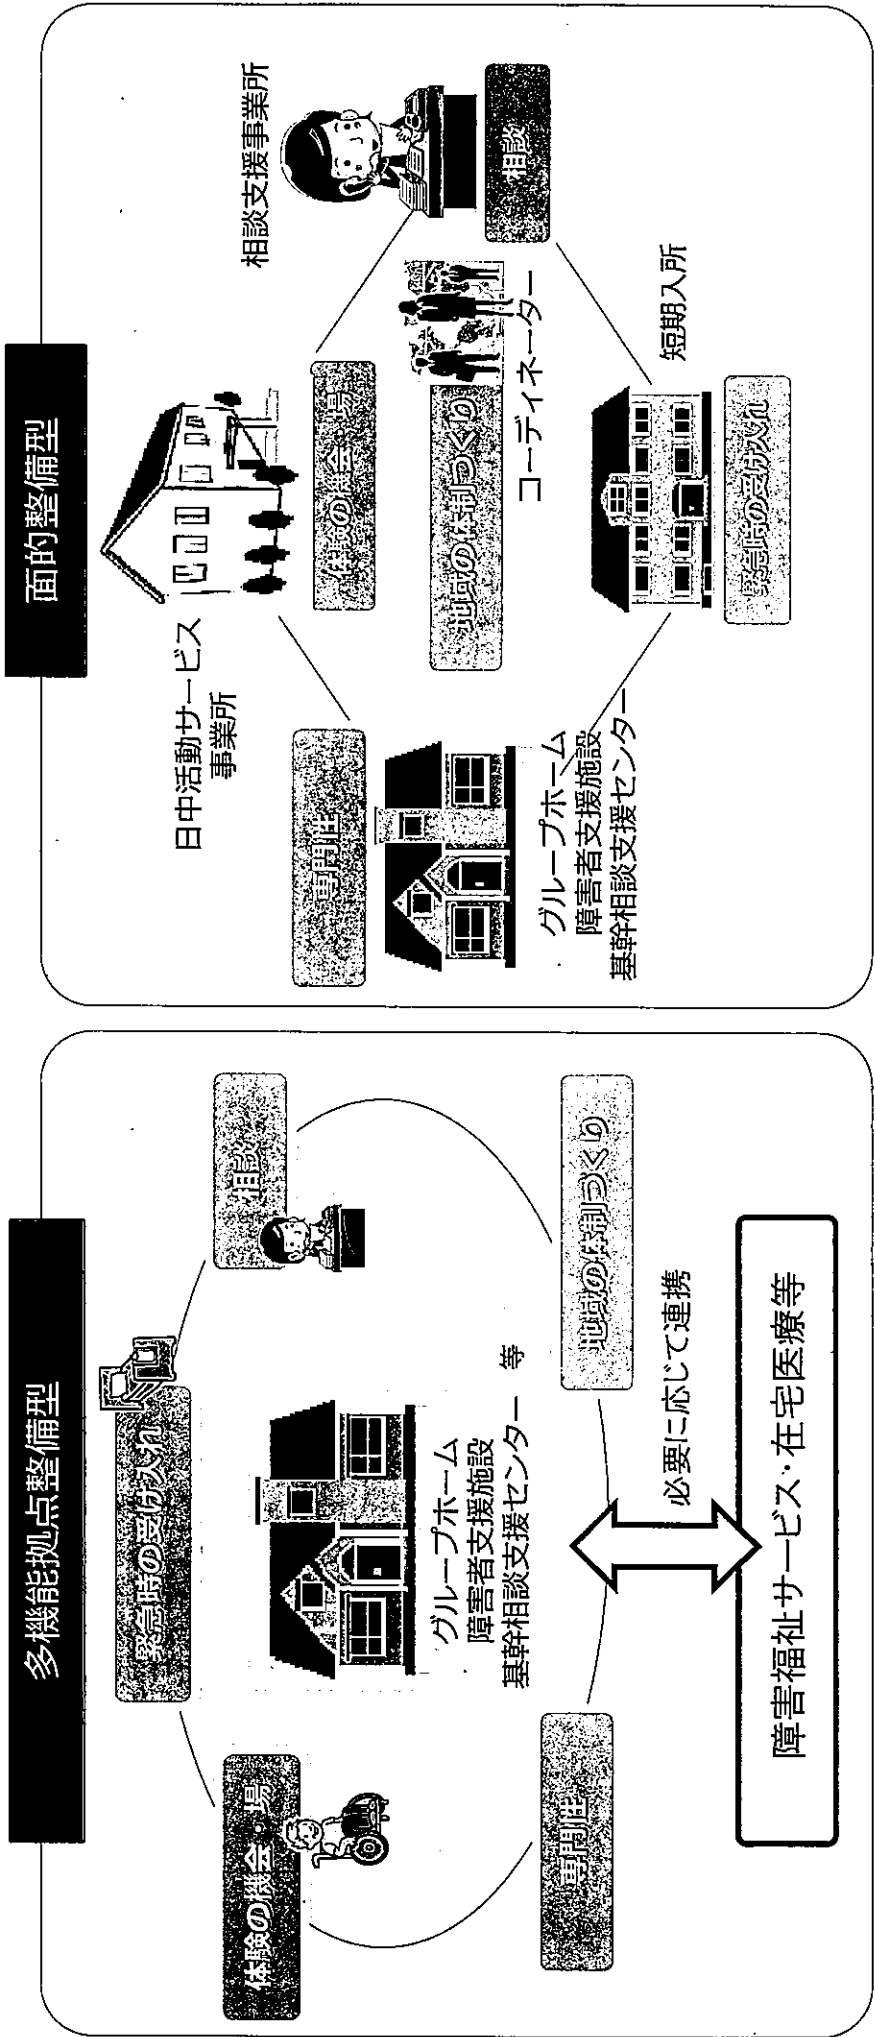 多機能拠点整備型
緊急時の受け入れ
体験の機会・場
相談
グループホーム
障害者支援施設
基幹相談支援センター 等
専門性
地域の体制づくり
必要に応じて連携
障害福祉サービス・在宅医療等
面的整備型
日中活動サービス
事業所
相談支援事業所
専門性
体験の機会・場
相談
地域の体制づくり
コーディネーター
グループホーム
障害者支援施設
基幹相談支援センター
短期入所
緊急時の受け入れ